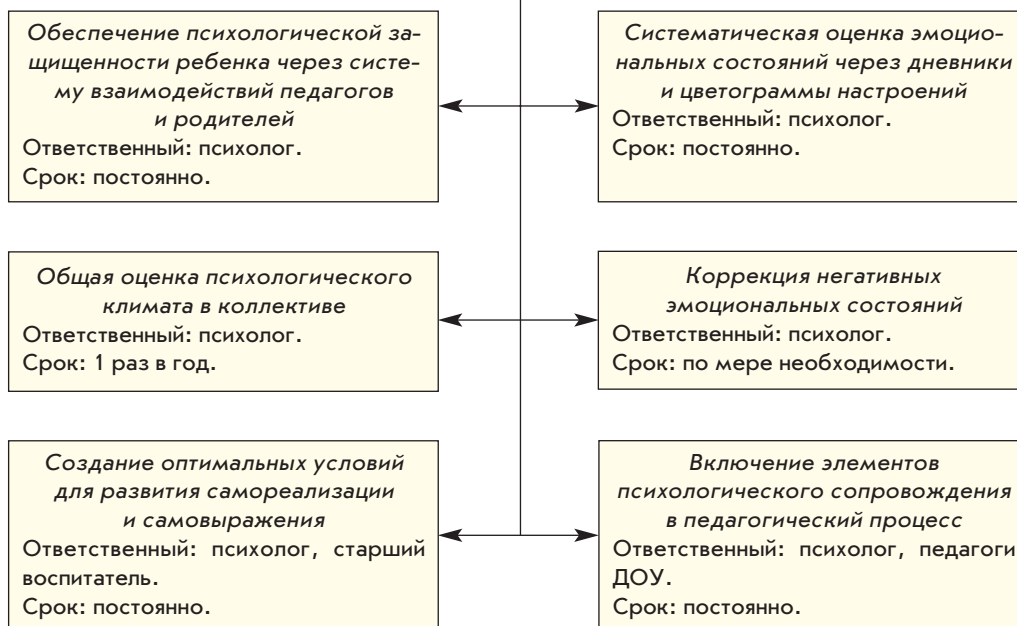 Обеспечение психологической за-
щищенности ребенка через систе-
му взаимодействий педагогов
и родителей
Ответственный: психолог.
Срок: постоянно.
Систематическая оценка эмоцио-
нальных состояний через дневники
и цветограммы настроений
Ответственный: психолог.
Срок: постоянно.
Общая оценка психологического
климата в коллективе
Ответственный: психолог.
Срок: 1 раз в год.
Коррекция негативных
эмоциональных состояний
Ответственный: психолог.
Срок: по мере необходимости.
Создание оптимальных условий
для развития самореализации
и самовыражения
Ответственный: психолог, старший
воспитатель.
Срок: постоянно.
Включение элементов
психологического сопровождения
в педагогический процесс
Ответственный: психолог, педагоги
ДОУ.
Срок: постоянно.